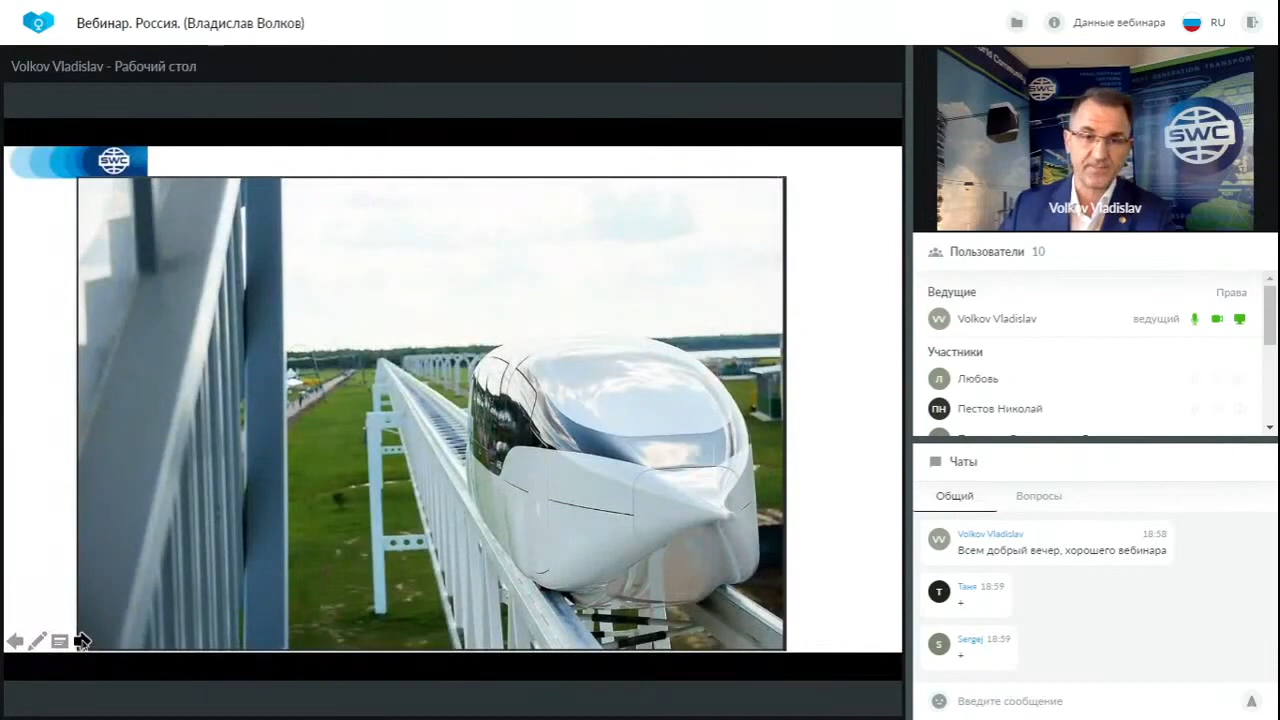 Вебинар. Россия. (Владислав Волков)
Данные вебинара
RU
Volkov Vladislav - Рабочий стол
SWC
SWC
SWC
Volkov Vladislav
Пользователи 10
Ведущие Права
VV Volkov Vladislav ведущий
Участники
Л Любовь
ПН Пестов Николай
Чаты
Общий Вопросы
VV Volkov Vladislav 18:58
Всем добрый вечер, хорошего вебинара
T Таня 18:59
+
S Sergej 18:59
+
Введите сообщение